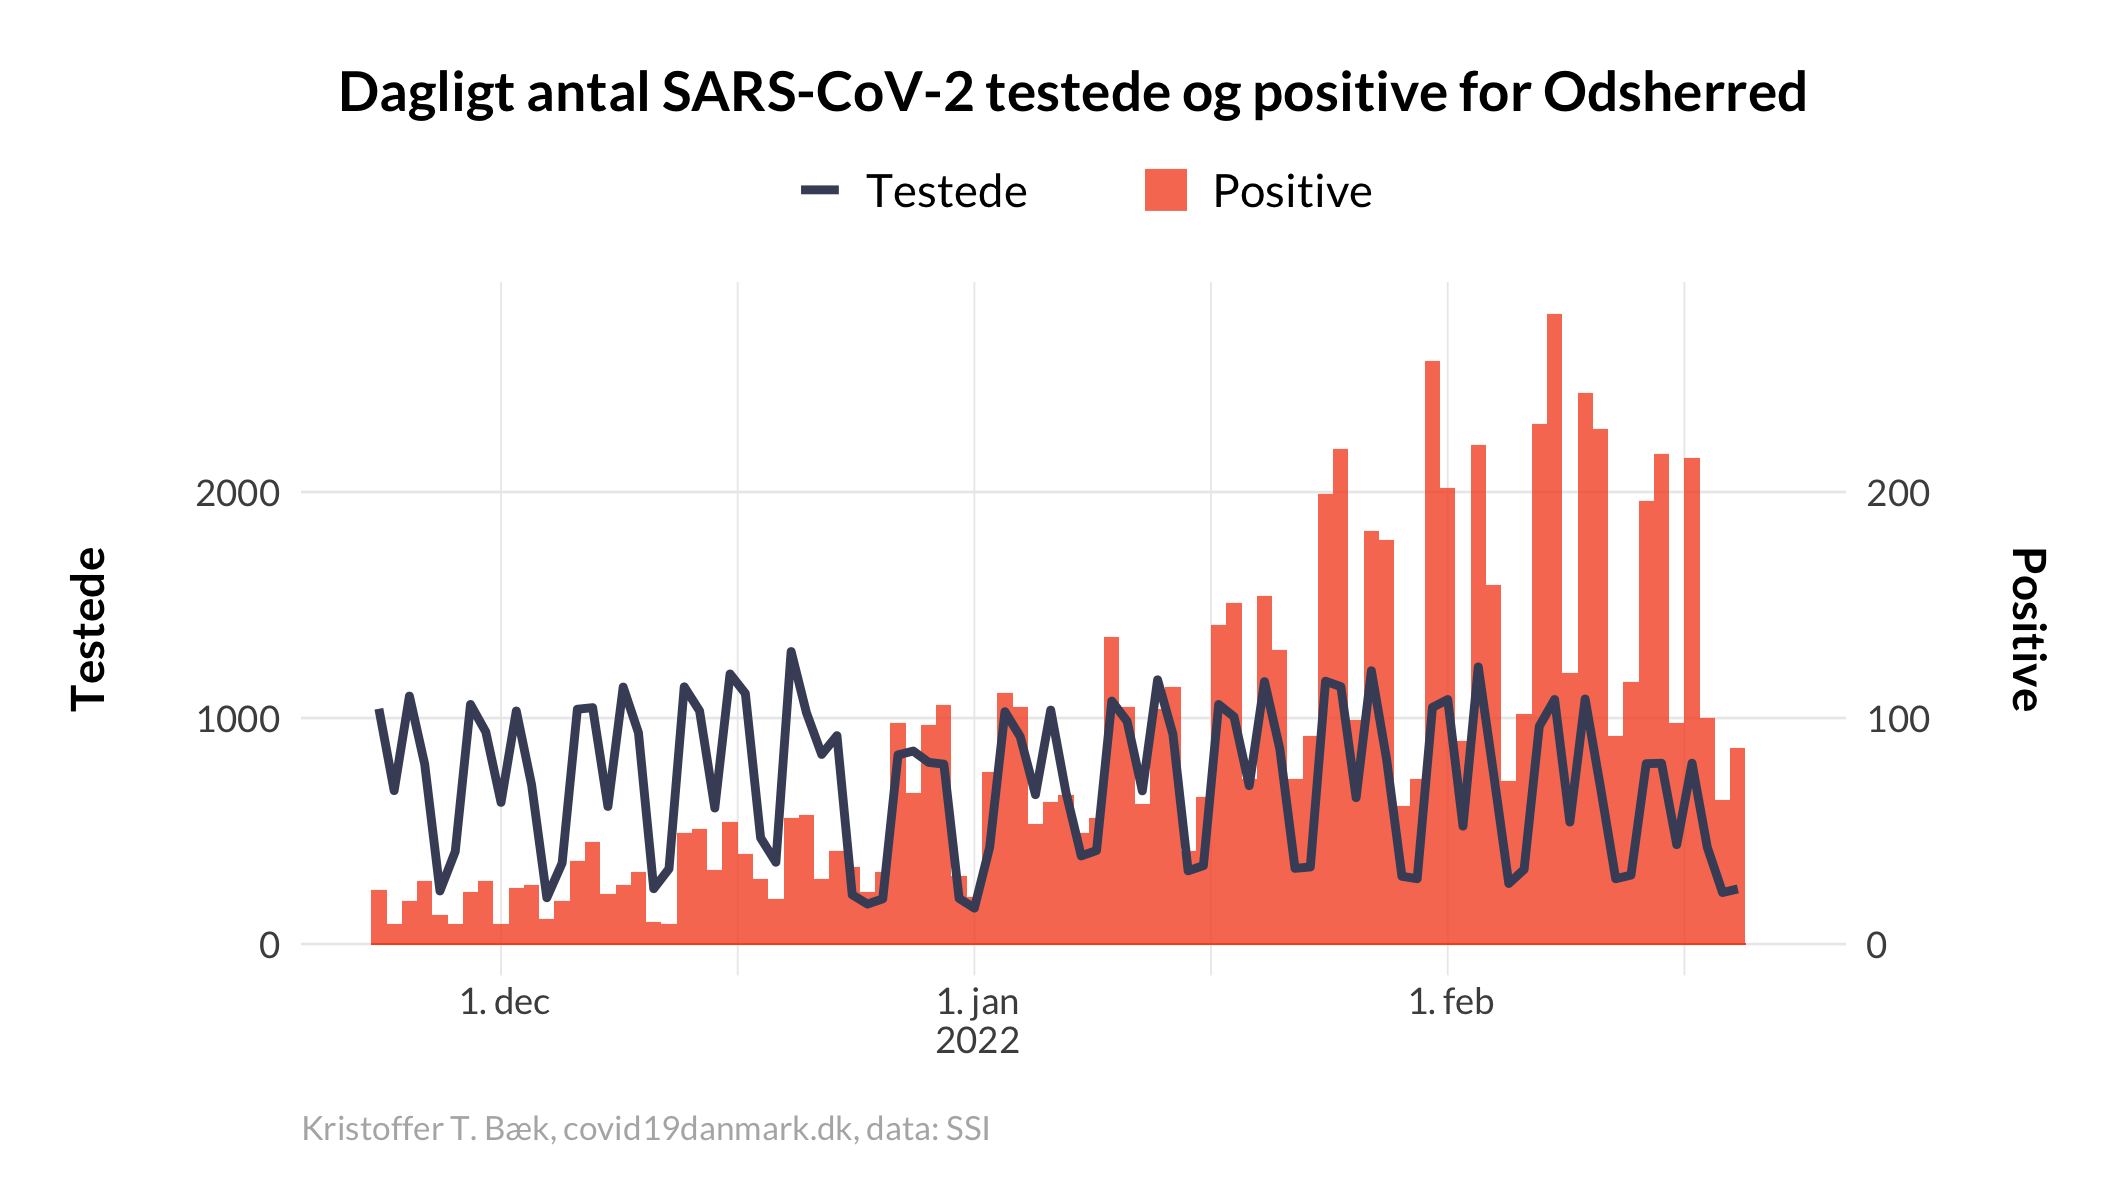 Dagligt antal SARS-CoV-2 testede og positive for Odsherred
Testede
Positive
Testede
2000
1000
0
200
100
0
Positive
1. dec
1. jan
2022
1. feb
Kristoffer T. Bæk, covid19danmark.dk, data: SSI